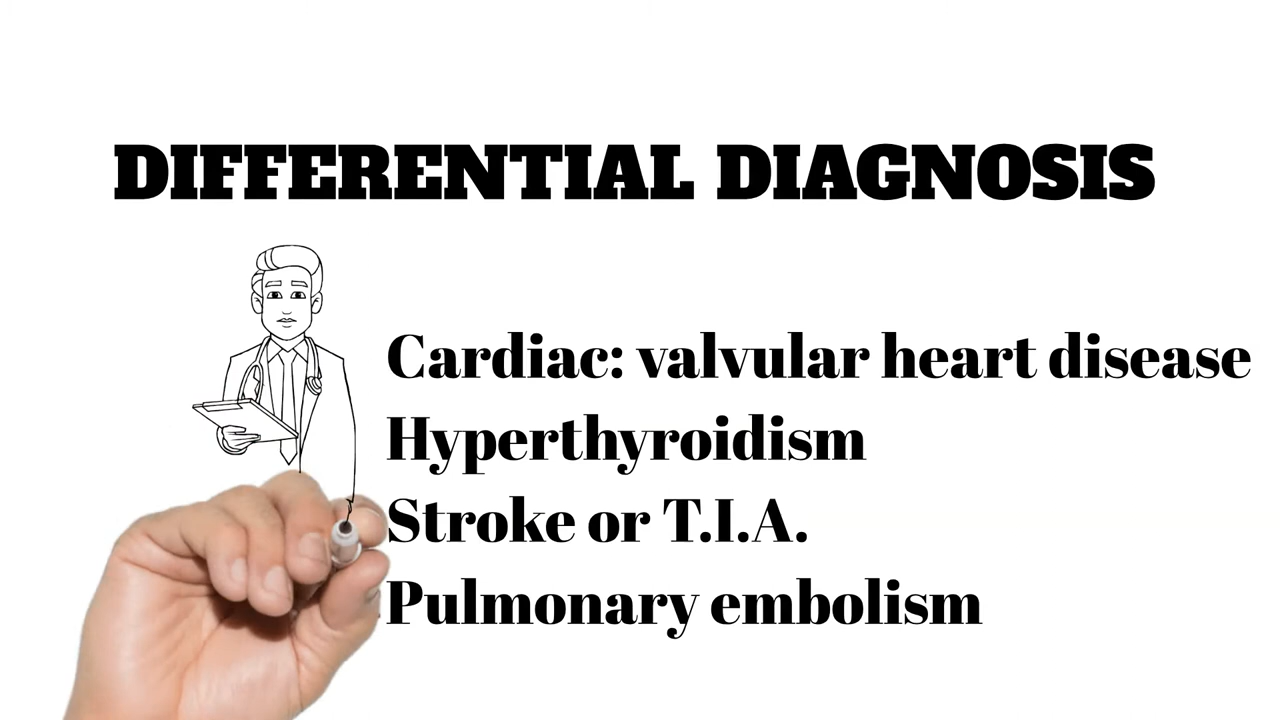 DIFFERENTIAL DIAGNOSIS
Cardiac: valvular heart disease
Hyperthyroidism
Stroke or T.I.A.
Pulmonary embolism